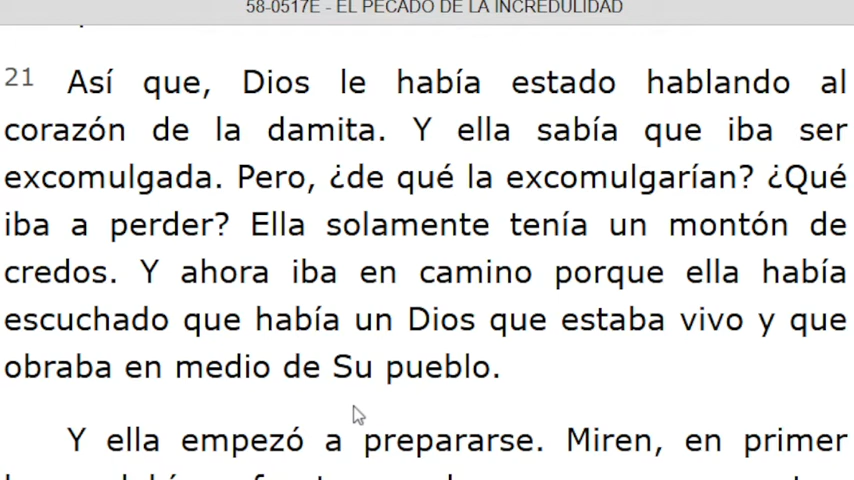 58-0517E - EL PECADO DE LA INCREDULIDAD
21 Así que, Dios le había estado hablando al
corazón de la damita. Y ella sabía que iba ser
excomulgada. Pero, ¿de qué la excomulgarían? ¿Qué
iba a perder? Ella solamente tenía un montón de
credos. Y ahora iba en camino porque ella había
escuchado que había un Dios que estaba vivo y que
obraba en medio de Su pueblo.
Y ella empezó a prepararse. Miren, en primer